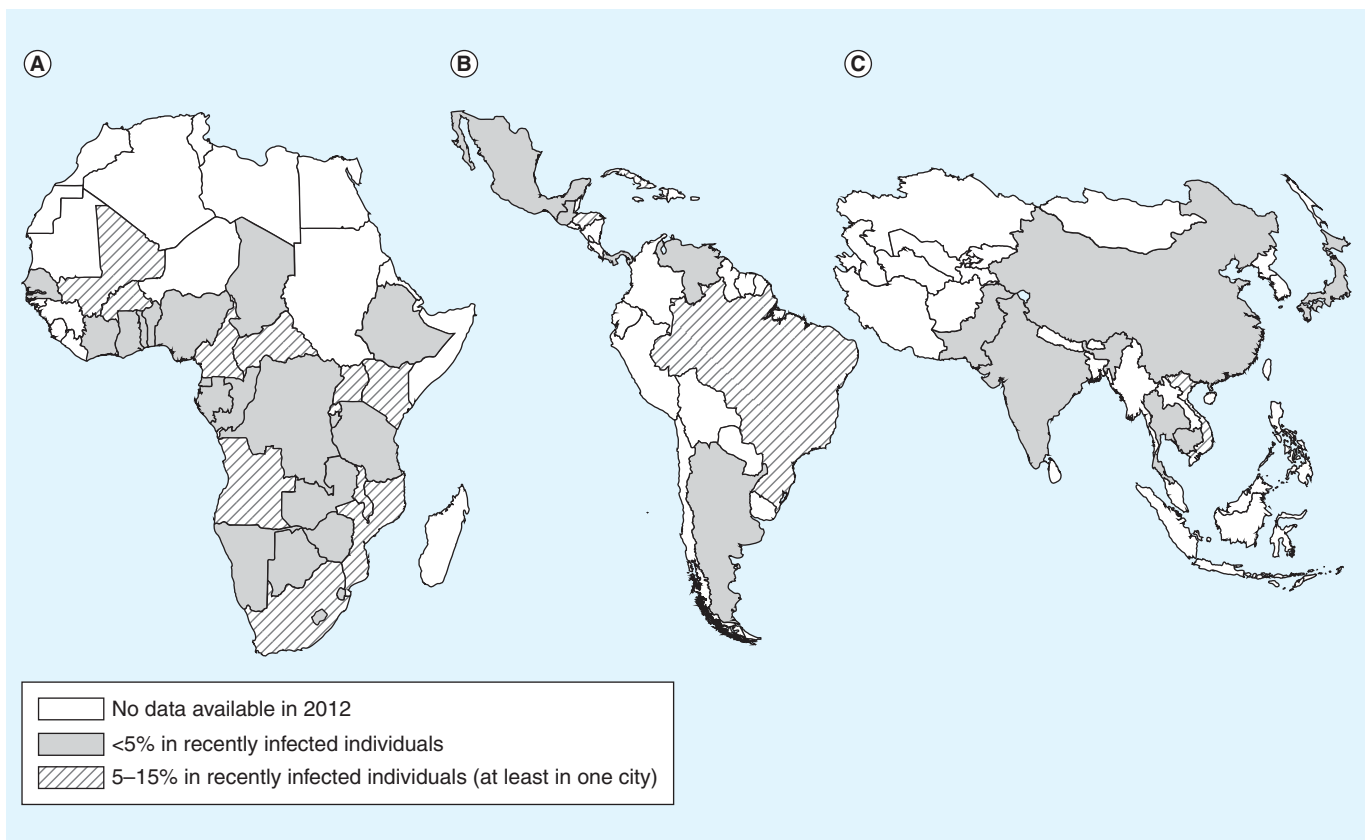 A
B
C
No data available in 2012
<5% in recently infected individuals
5–15% in recently infected individuals (at least in one city)